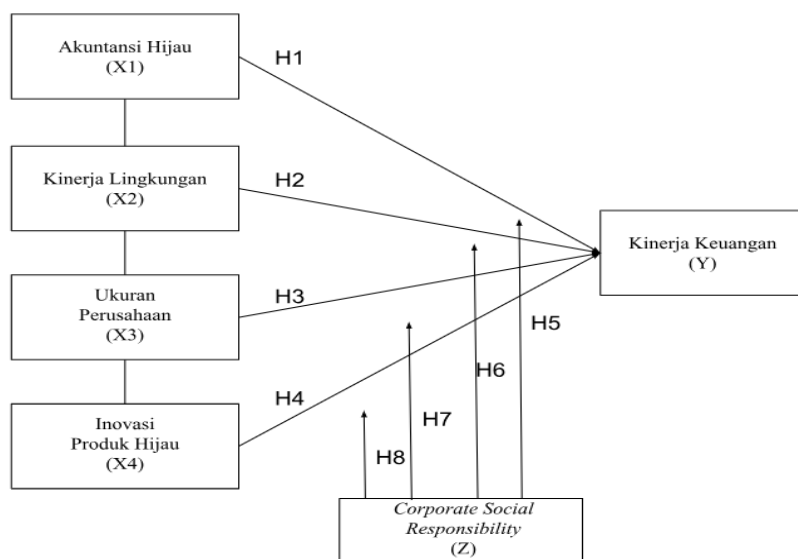 Akuntansi Hijau
(X1)
H1
Kinerja Lingkungan
(X2)
H2
Kinerja Keuangan
(Y)
Ukuran
Perusahaan
(X3)
H3
H5
H6
Inovasi
Produk Hijau
(X4)
H4
H7
H8
Corporate Social
Responsibility
(Z)